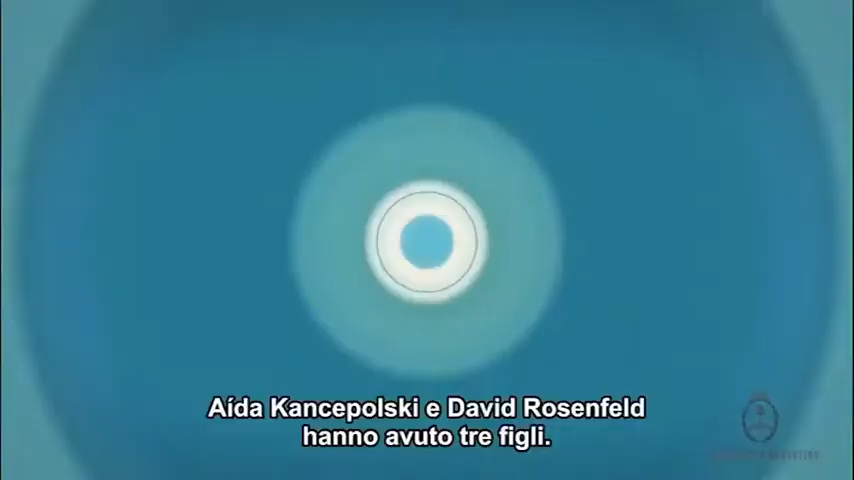 Aída Kancepolski e David Rosenfeld
hanno avuto tre figli.